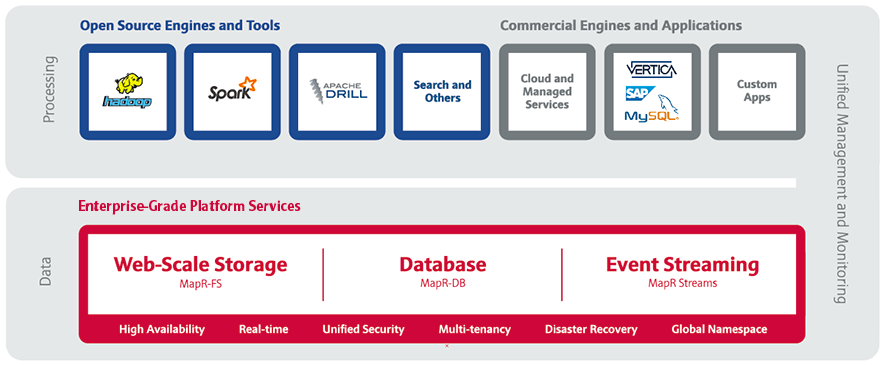 Open Source Engines and Tools
Commercial Engines and Applications
Processing
hadoop
Spark
APACHE
DRILL
Search and
Others
Cloud and
Managed
Services
VERTICA
SAP
MySQL
Custom
Apps
Unified Management and Monitoring
Enterprise-Grade Platform Services
Data
Web-Scale Storage
MapR-FS
Database
MapR-DB
Event Streaming
MapR Streams
High Availability
Real-time
Unified Security
Multi-tenancy
Disaster Recovery
Global Namespace